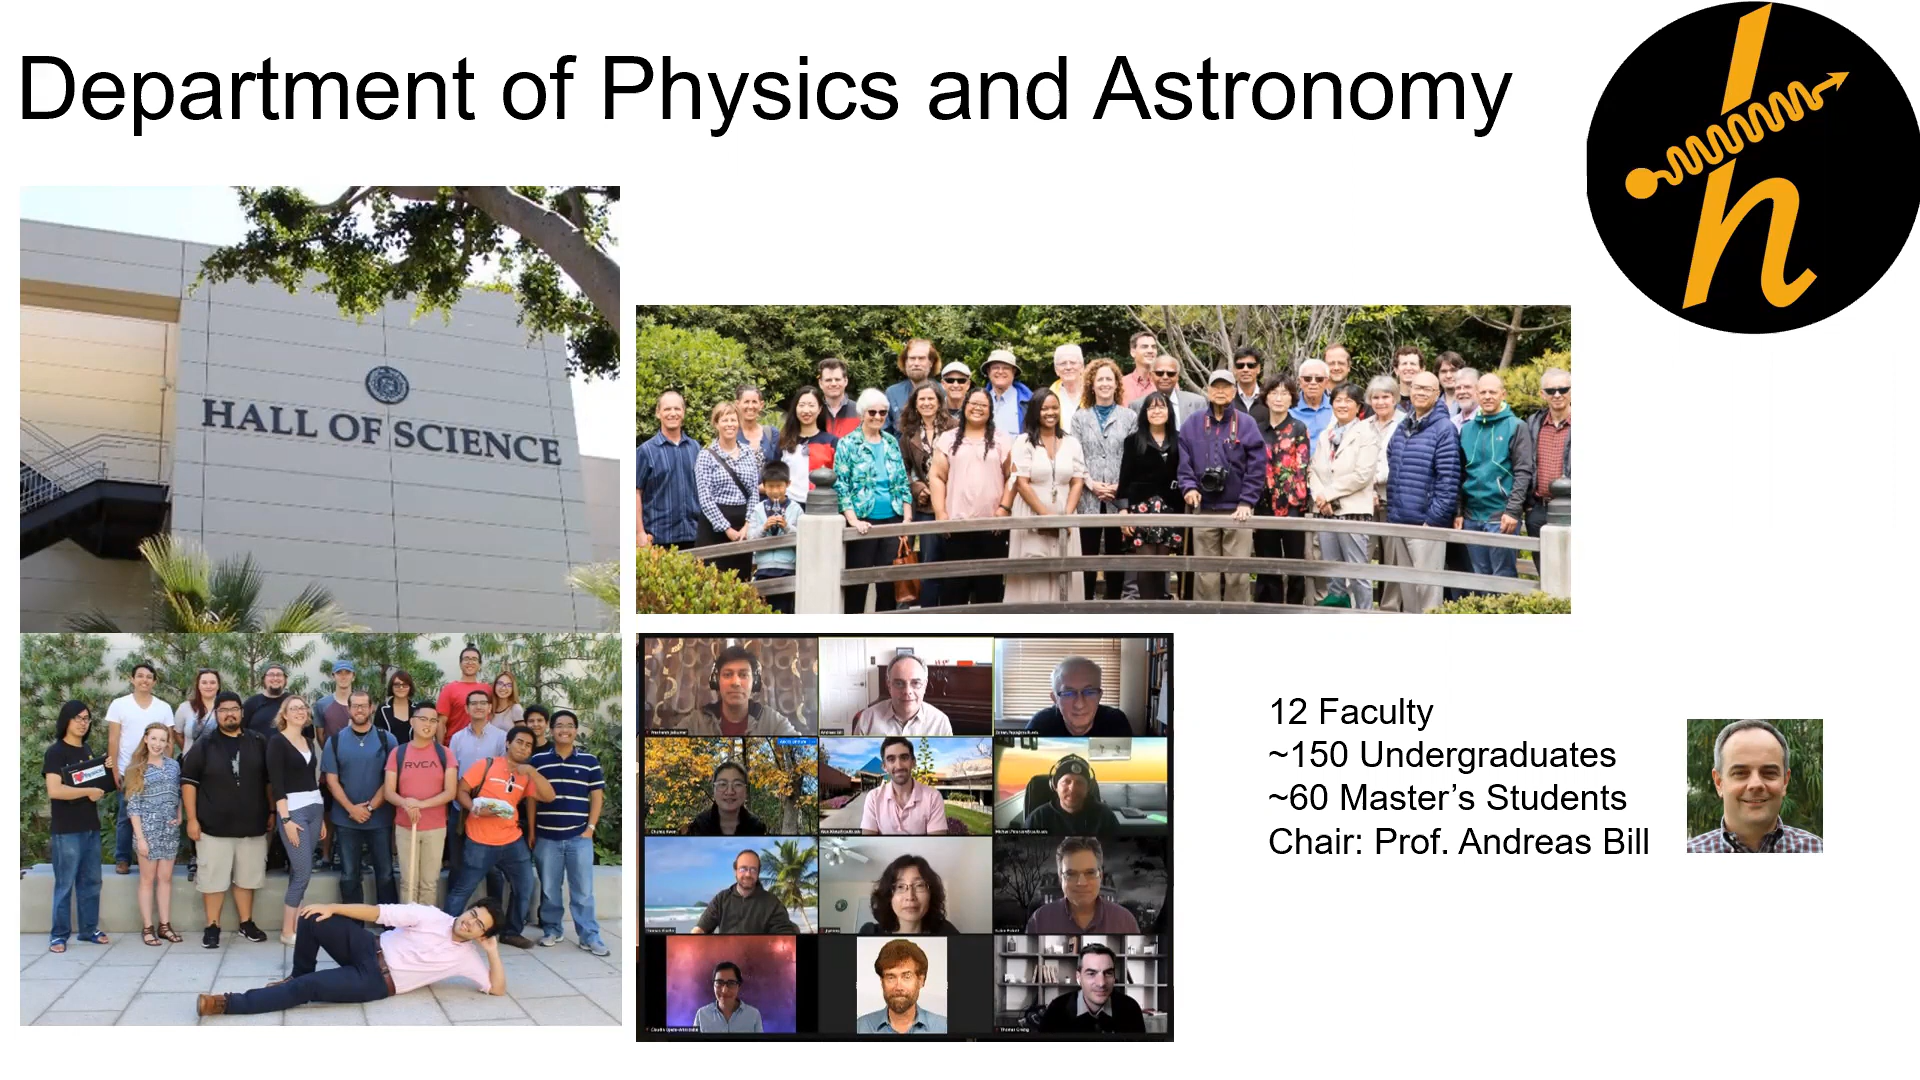 Department of Physics and Astronomy
h
HALL OF SCIENCE
RVCA
12 Faculty
~150 Undergraduates
~60 Master’s Students
Chair: Prof. Andreas Bill